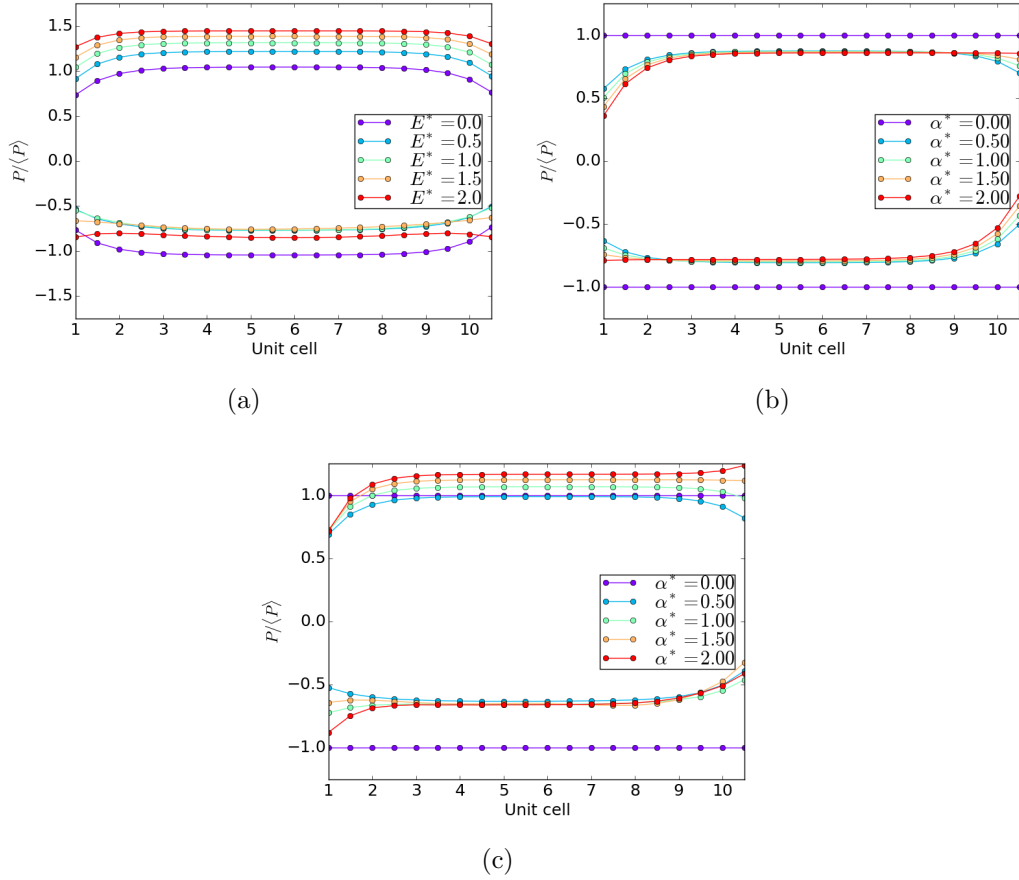 1.5
1.0
0.5
0.0
−0.5
−1.0
−1.5
P/⟨P⟩
E* = 0.0
E* = 0.5
E* = 1.0
E* = 1.5
E* = 2.0
1 2 3 4 5 6 7 8 9 10
Unit cell
(a)
1.0
0.5
0.0
−0.5
−1.0
P/⟨P⟩
α* = 0.00
α* = 0.50
α* = 1.00
α* = 1.50
α* = 2.00
1 2 3 4 5 6 7 8 9 10
Unit cell
(b)
1.0
0.5
0.0
−0.5
−1.0
P/⟨P⟩
α* = 0.00
α* = 0.50
α* = 1.00
α* = 1.50
α* = 2.00
1 2 3 4 5 6 7 8 9 10
Unit cell
(c)